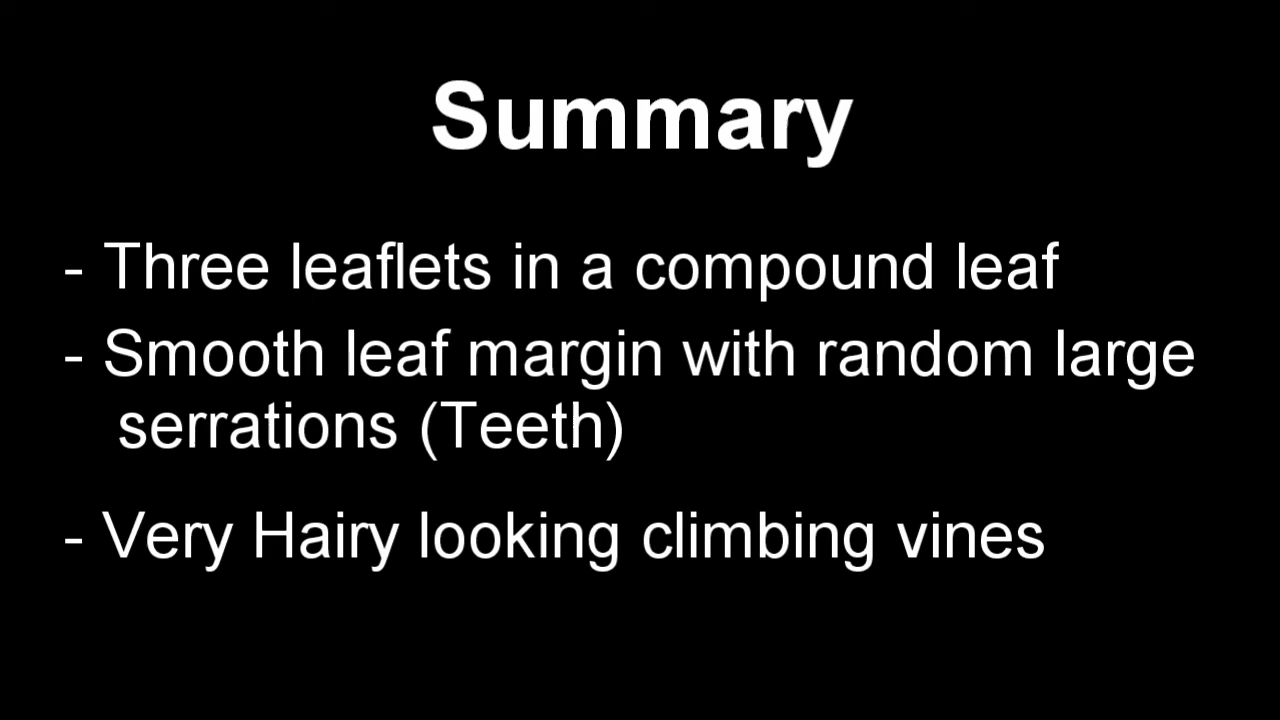 Summary
- Three leaflets in a compound leaf
- Smooth leaf margin with random large
serrations (Teeth)
- Very Hairy looking climbing vines